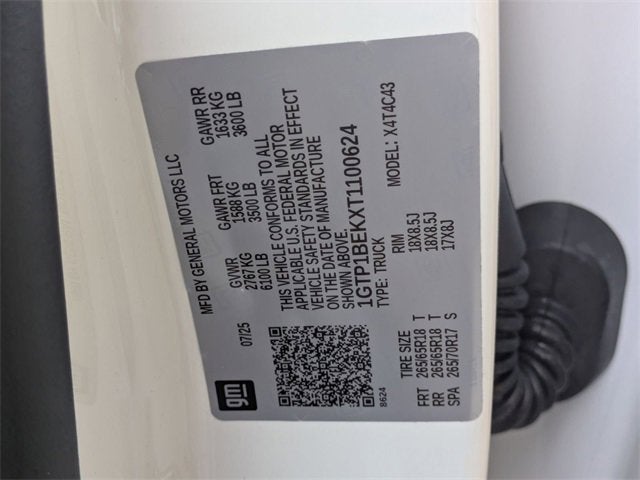 gm
MFD BY GENERAL MOTORS LLC
07/25
GVWR GAWR FRT GAWR RR
2767KG 1588 KG 1633 KG
6100 LB 3500 LB 3600 LB
THIS VEHICLE CONFORMS TO ALL
APPLICABLE U.S. FEDERAL MOTOR
VEHICLE SAFETY STANDARDS IN EFFECT
ON THE DATE OF MANUFACTURE
SHOWN ABOVE.
1GTP1BEKXT1100624
TYPE: TRUCK MODEL: X4T4C43
8624
TIRE SIZE RIM
FRT 265/65R18 T 18X8.5J
RR 265/65R18 T 18X8.5J
SPA 265/70R17 S 17X8J